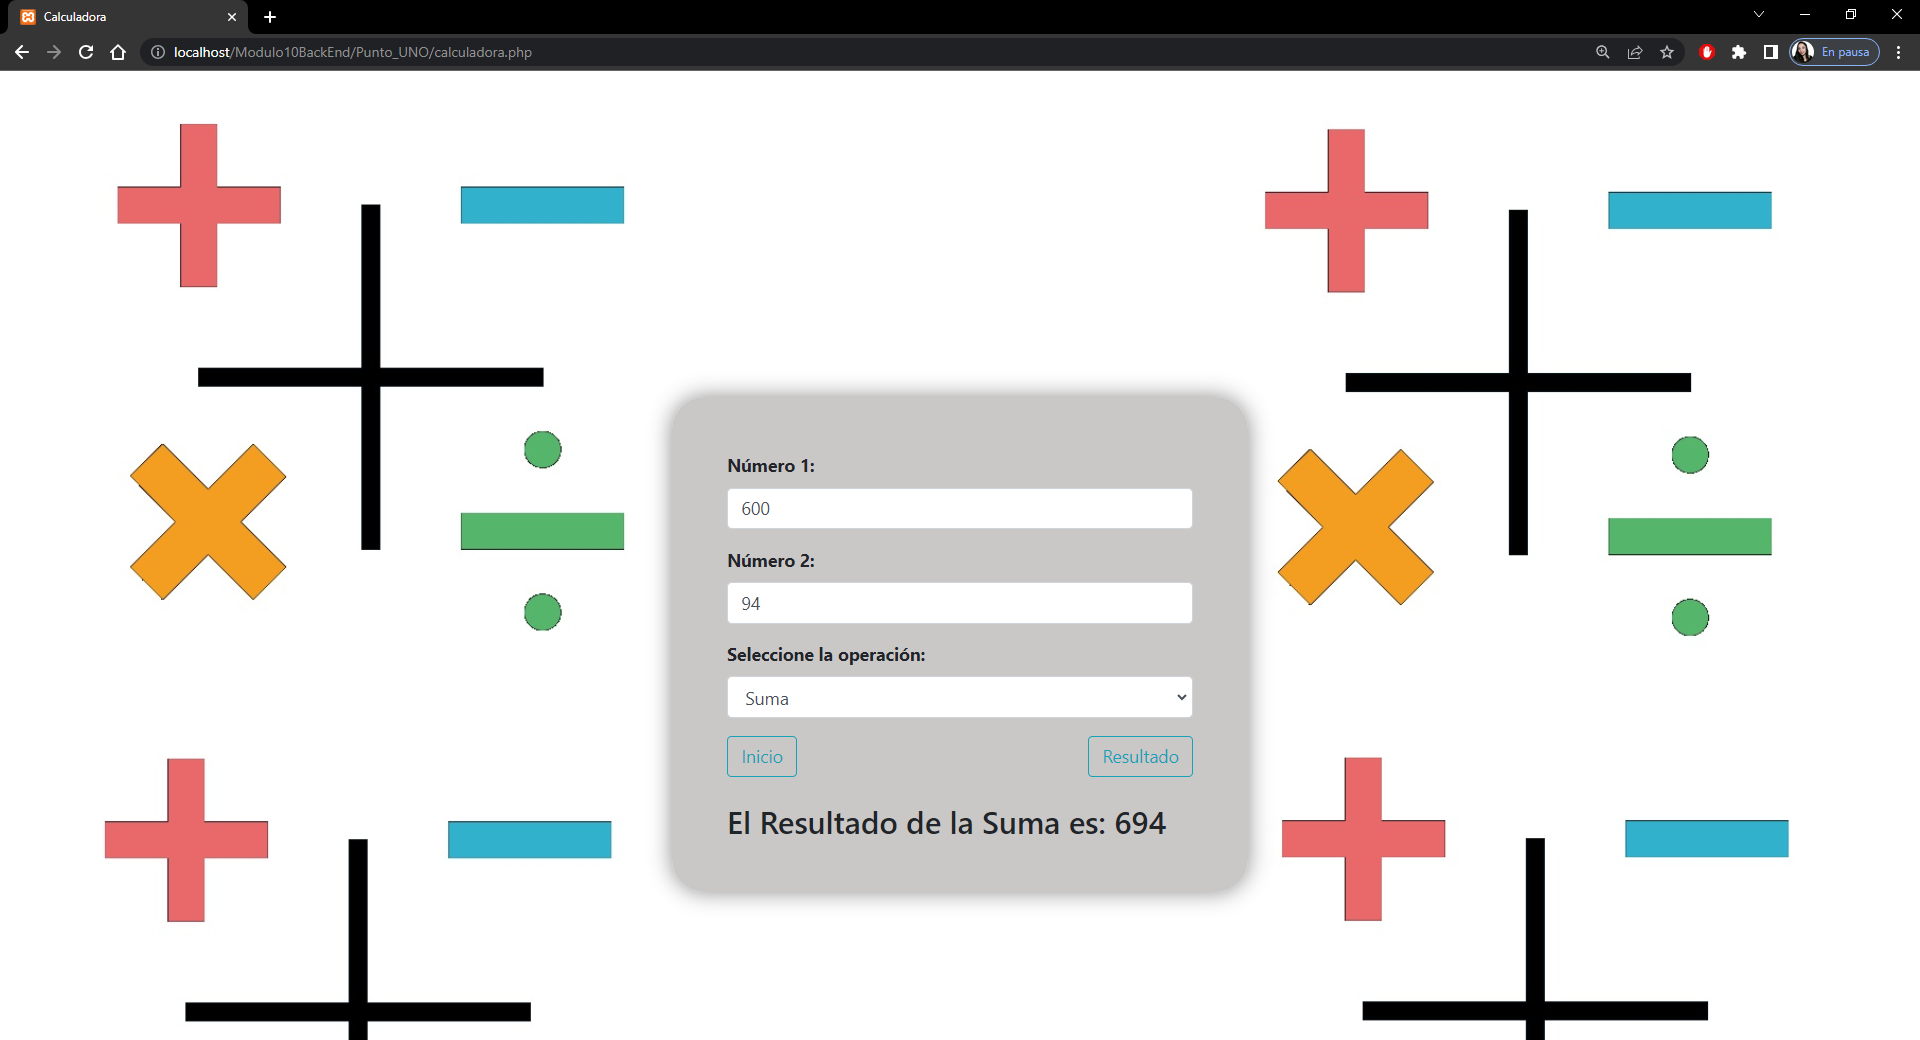 Calculadora
localhost/Modulo10BackEnd/Punto_UNO/calculadora.php
En pausa
Número 1:
600
Número 2:
94
Seleccione la operación:
Suma
Inicio
Resultado
El Resultado de la Suma es: 694